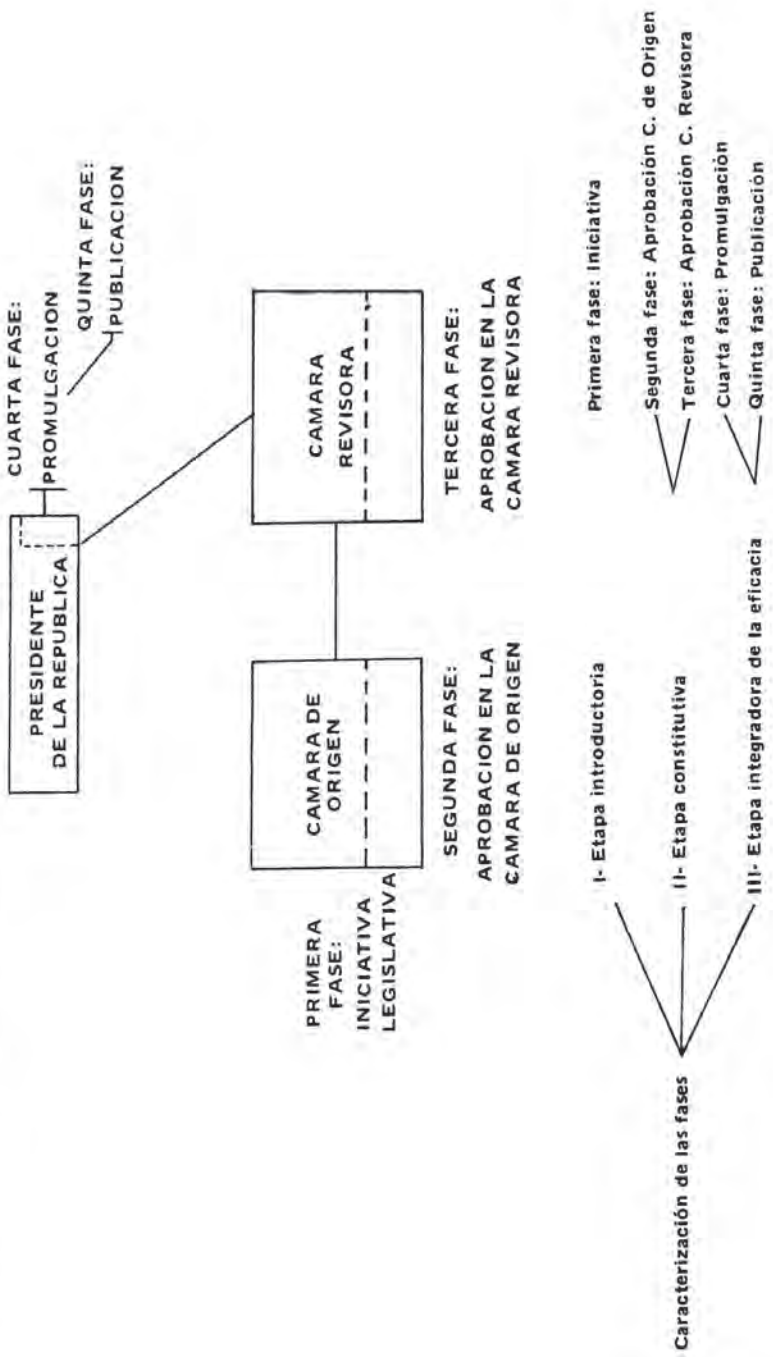 CUARTA FASE:
PROMULGACION
QUINTA FASE:
PUBLICACION
PRESIDENTE
DE LA REPUBLICA
PRIMERA
FASE:
INICIATIVA
LEGISLATIVA
CAMARA DE
ORIGEN
CAMARA
REVISORA
SEGUNDA FASE:
APROBACION EN LA
CAMARA DE ORIGEN
TERCERA FASE:
APROBACION EN LA
CAMARA REVISORA
Caracterización de las fases
I- Etapa introductoria
Primera fase: Iniciativa
II- Etapa constitutiva
Segunda fase: Aprobación C. de Origen
Tercera fase: Aprobación C. Revisora
III- Etapa integradora de la eficacia
Cuarta fase: Promulgación
Quinta fase: Publicación